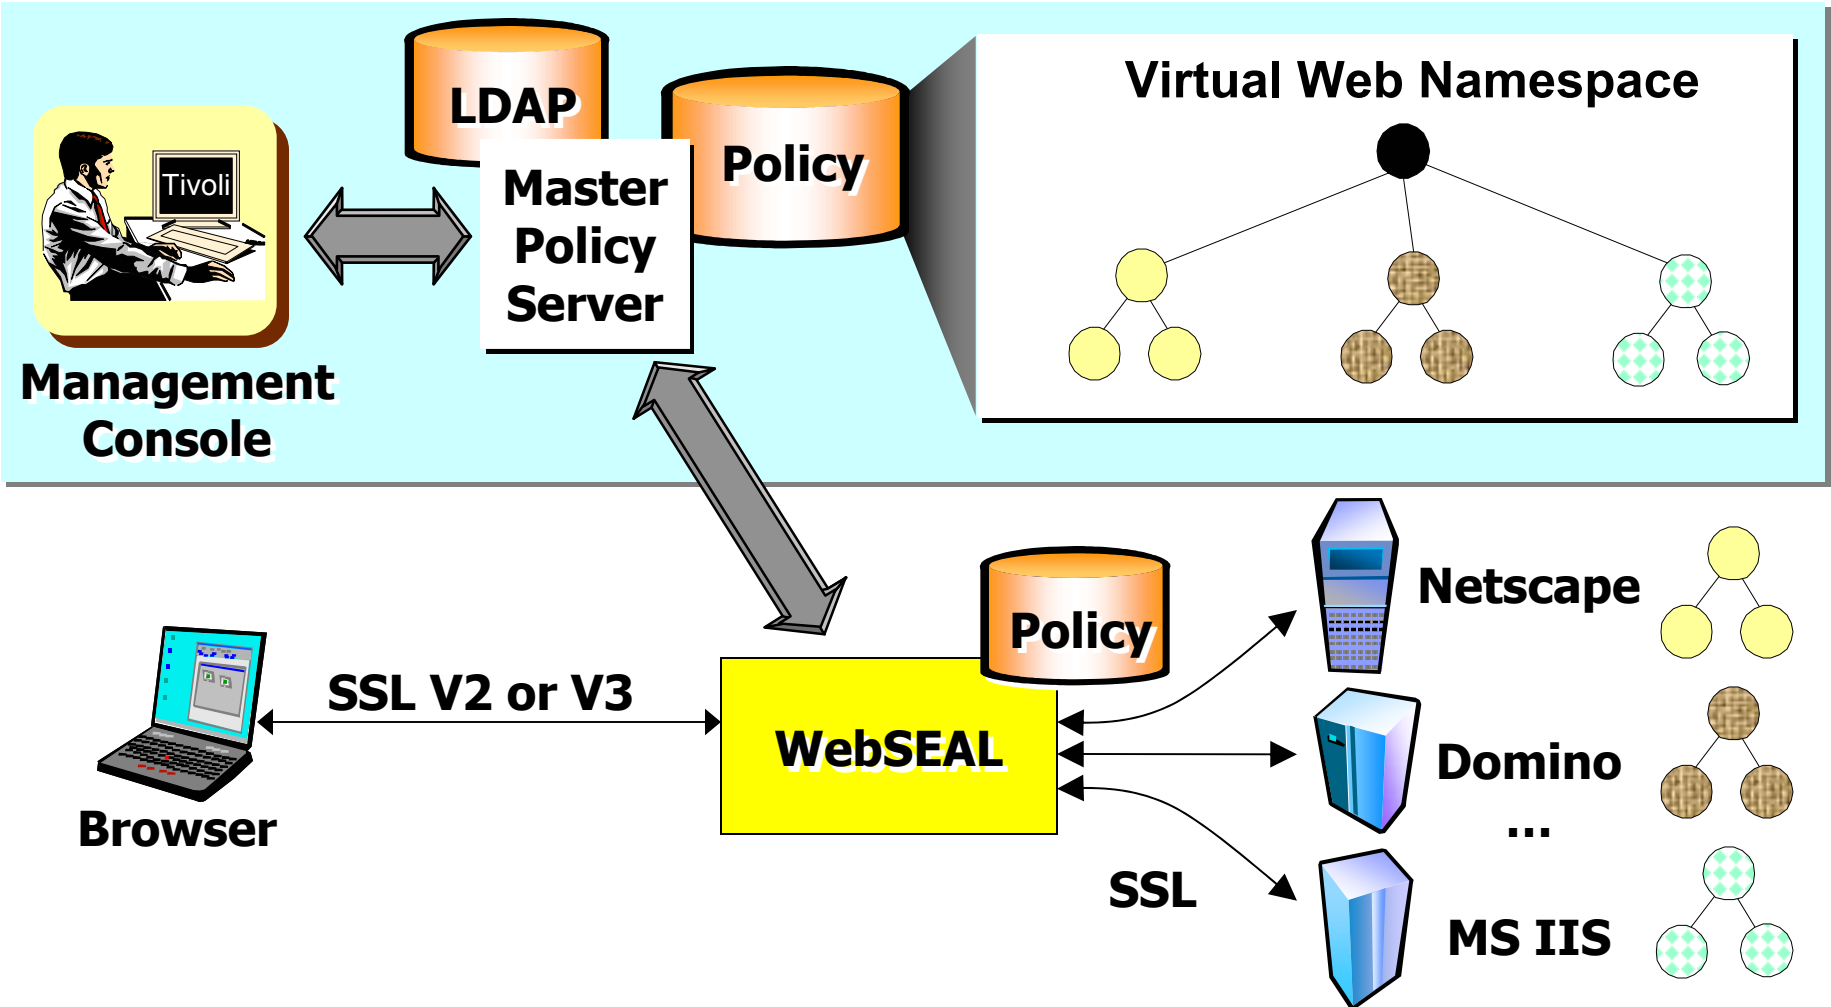 LDAP
Policy
Virtual Web Namespace
Tivoli
Master
Policy
Server
Management
Console
Netscape
Policy
SSL V2 or V3
WebSEAL
Domino
...
Browser
SSL
MS IIS